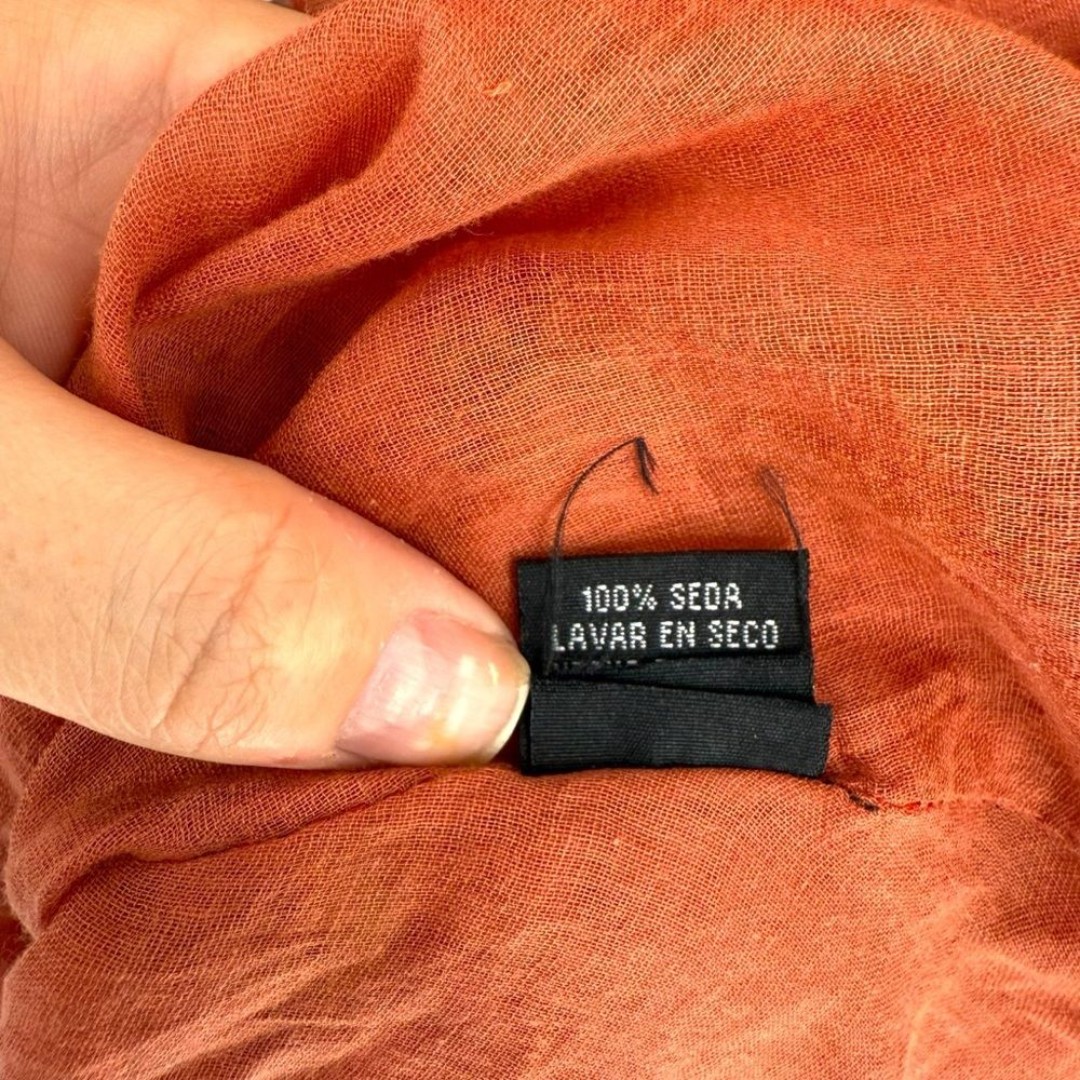 100% SEDA
LAVAR EN SECO